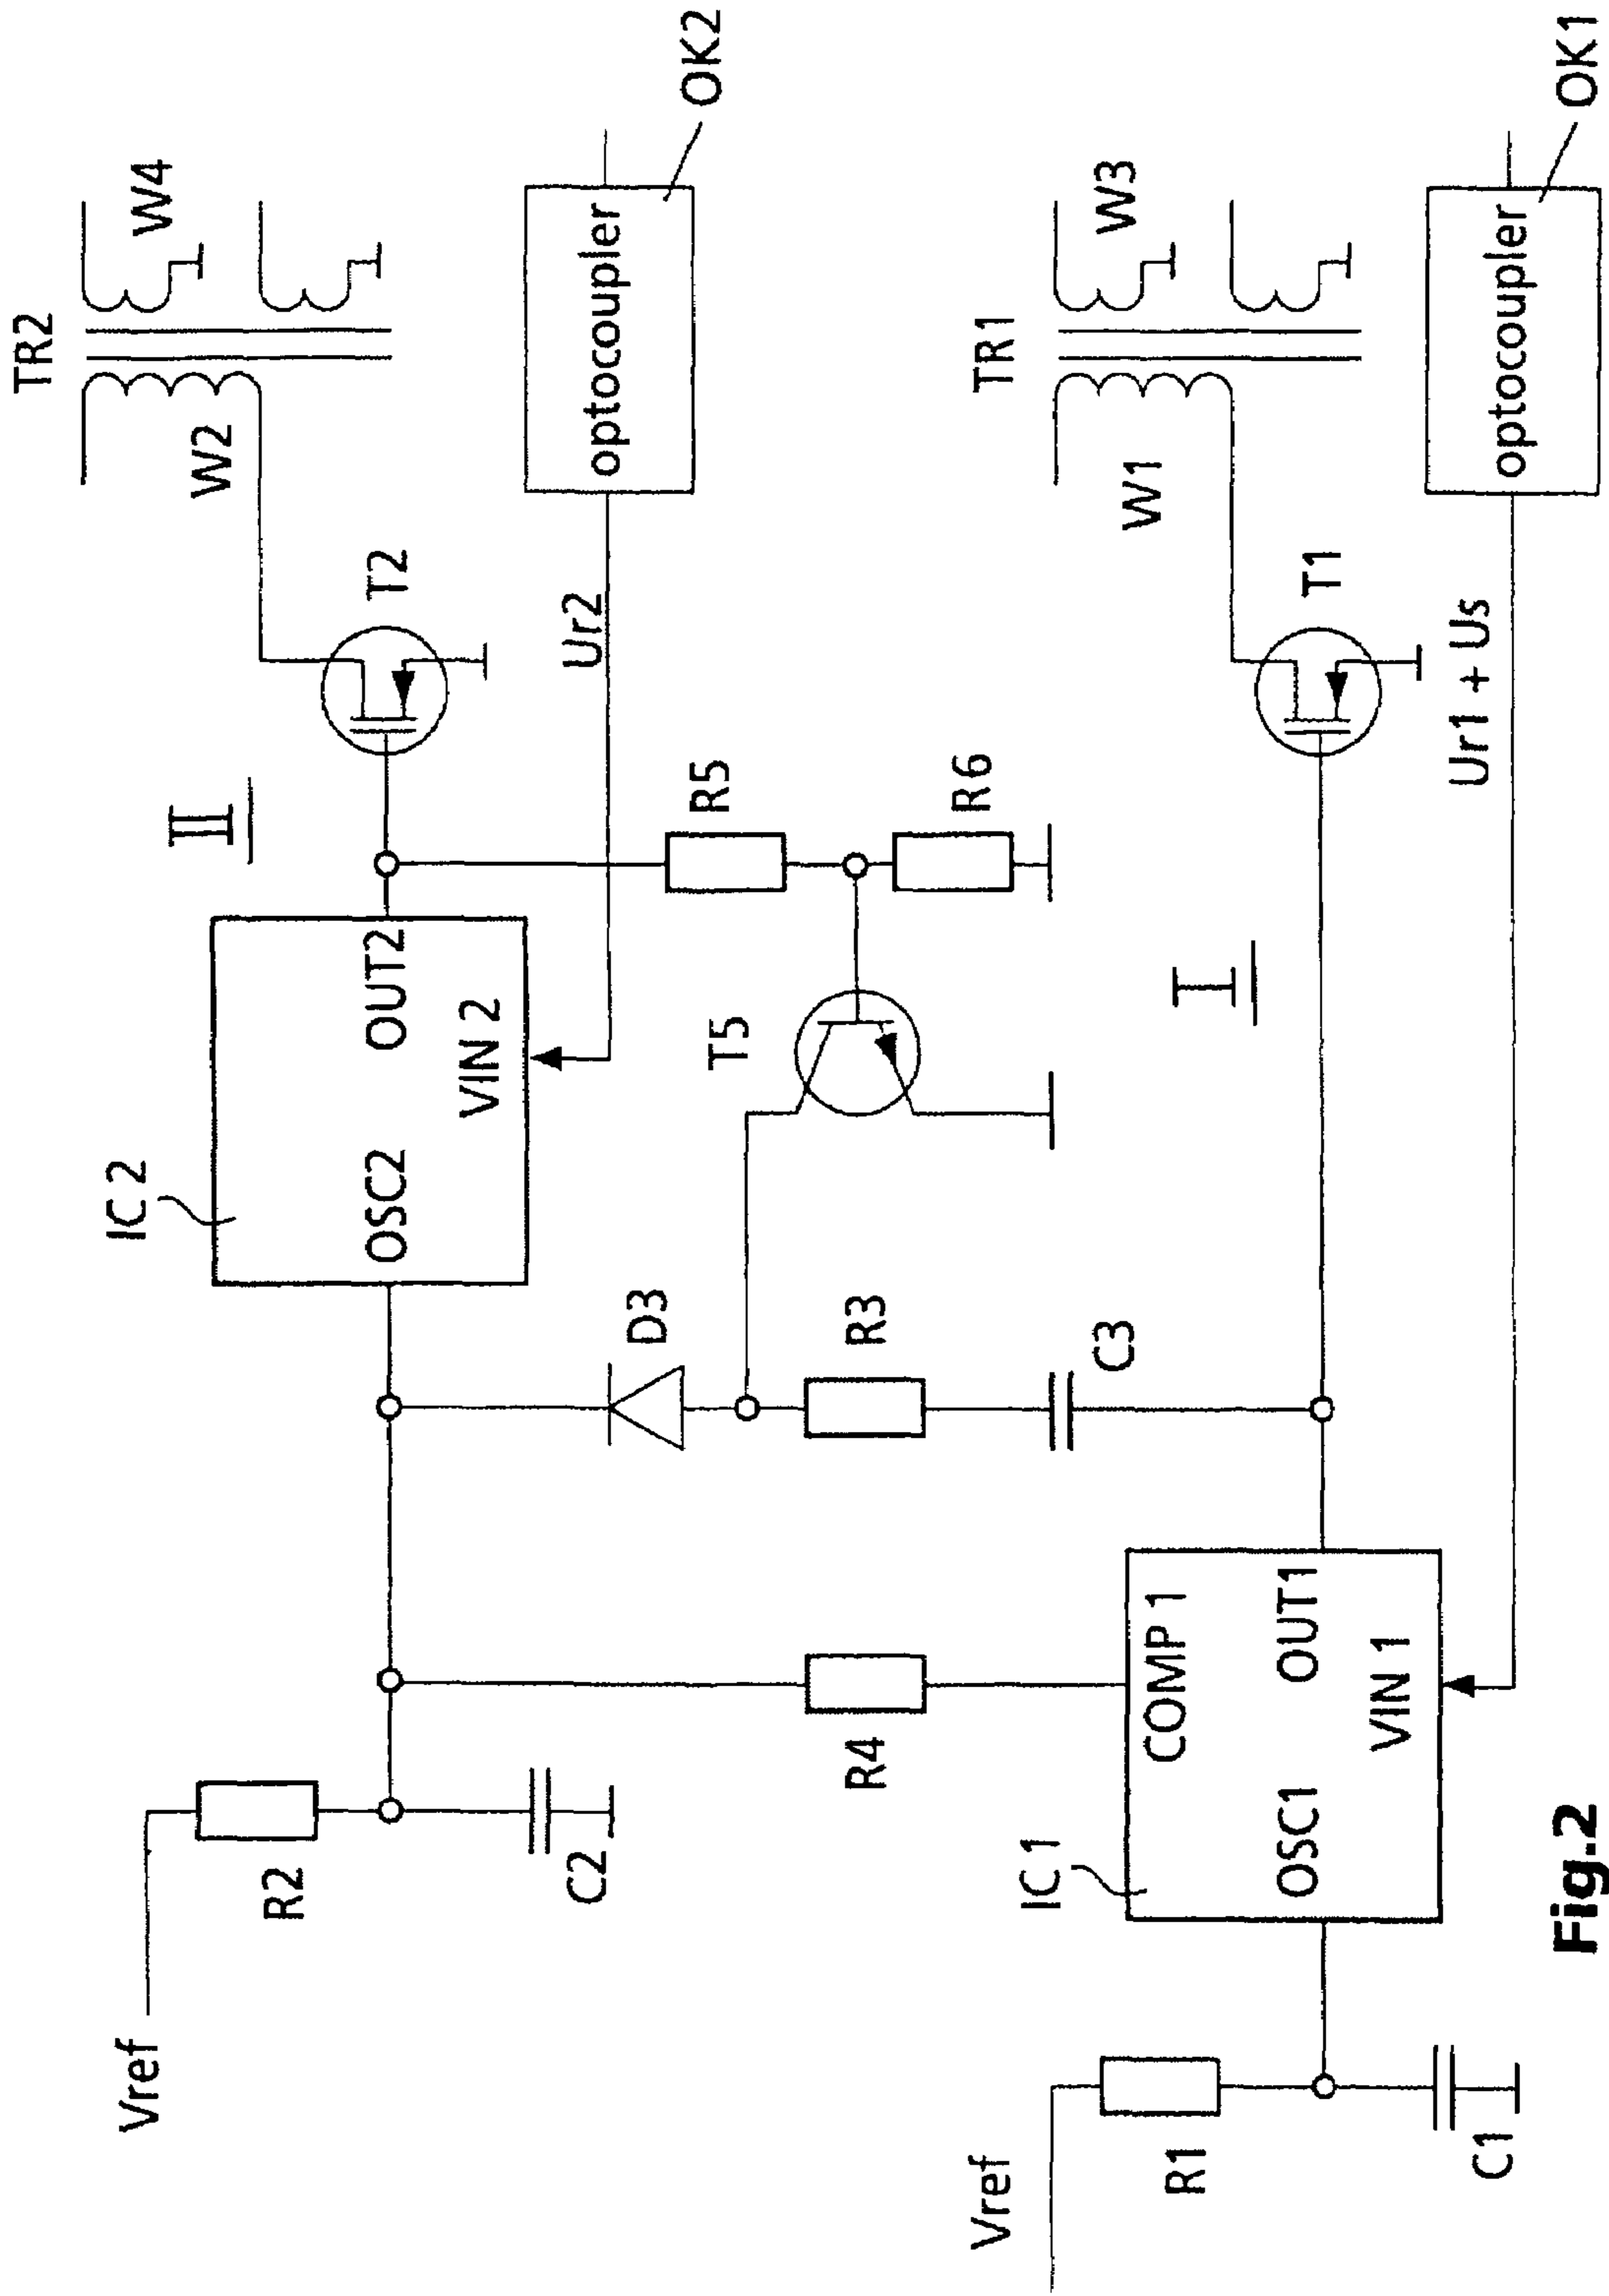 TR2
W2
W4
T2
II
IC 2
OSC2
OUT2
VIN 2
Ur2
optocoupler
OK2
Vref
R2
C2
D3
T5
R5
R6
R3
R4
C3
TR1
W1
W3
T1
I
IC 1
COMP 1
OSC1
OUT1
VIN 1
Ur1 + Us
optocoupler
OK1
Vref
R1
C1
Fig.2